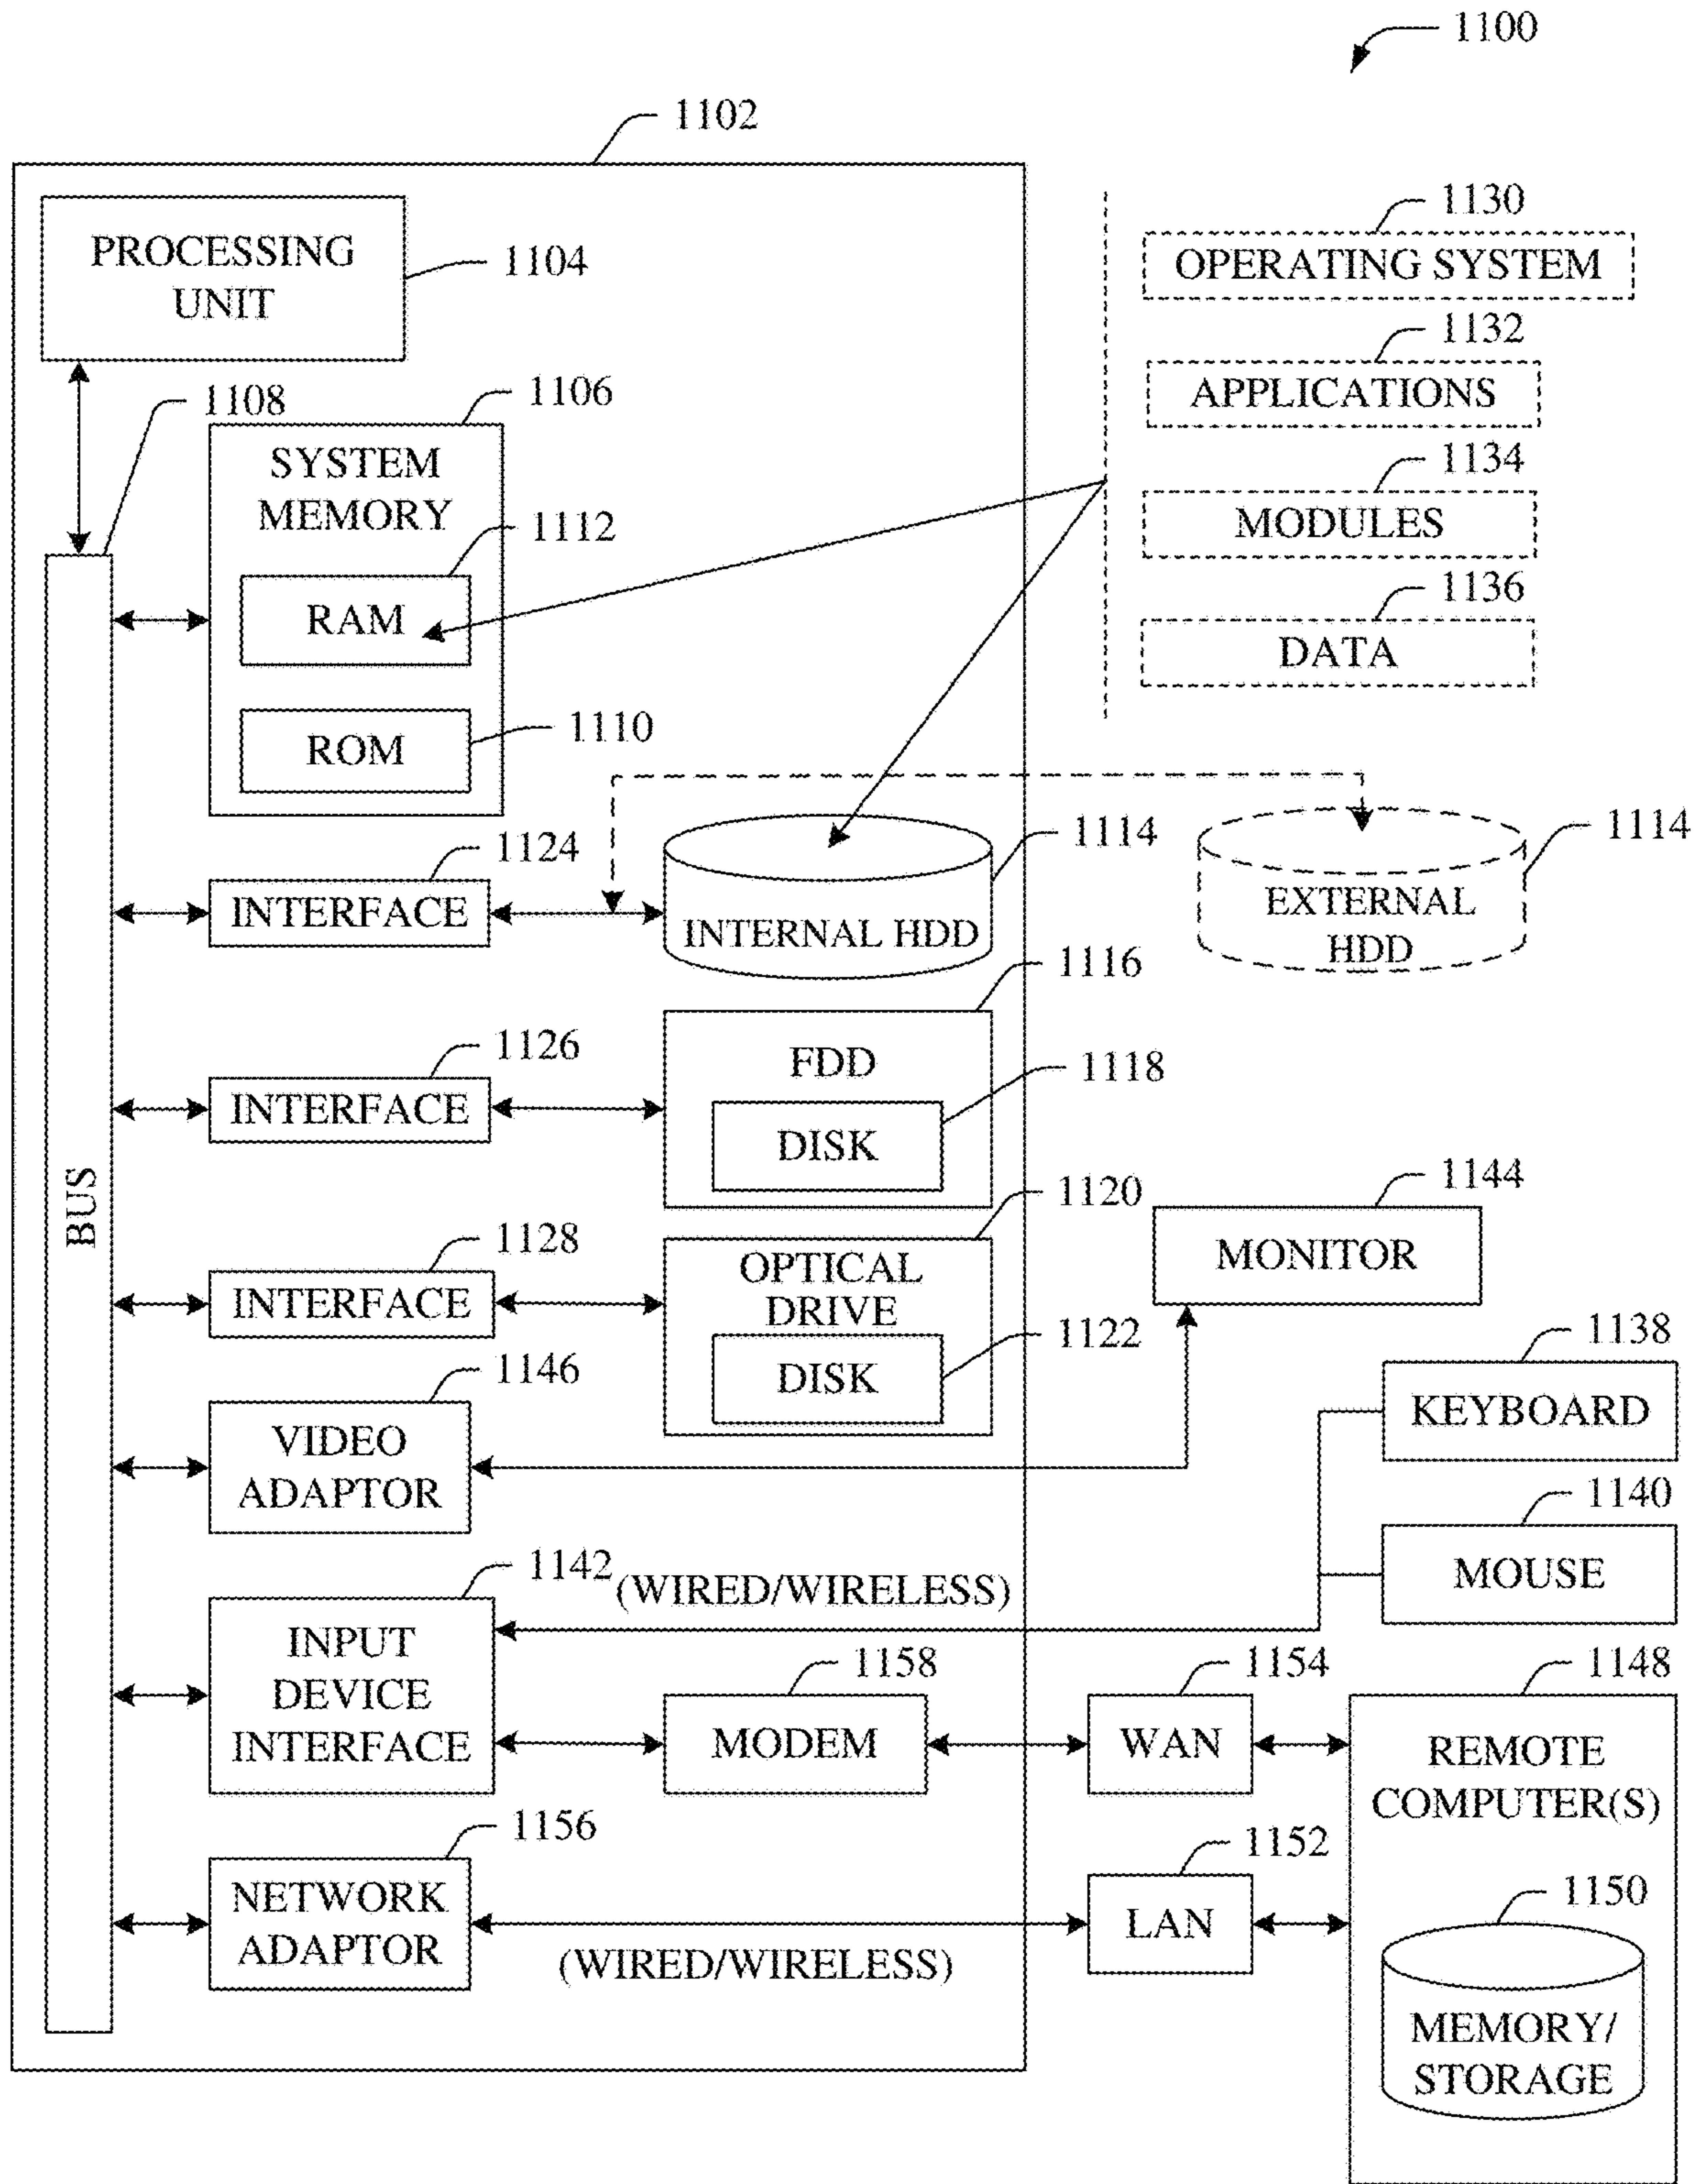 1100
1102
PROCESSING
UNIT
1104
1130
OPERATING SYSTEM
1132
APPLICATIONS
1134
MODULES
1136
DATA
1108
1106
SYSTEM
MEMORY
1112
RAM
1110
ROM
1124
INTERFACE
1114
INTERNAL HDD
1114
EXTERNAL
HDD
1116
FDD
1126
INTERFACE
1118
DISK
BUS
1120
OPTICAL
DRIVE
1128
INTERFACE
1122
DISK
1144
MONITOR
1146
VIDEO
ADAPTOR
1138
KEYBOARD
1140
MOUSE
1142
(WIRED/WIRELESS)
INPUT
DEVICE
INTERFACE
1158
MODEM
1154
WAN
1148
REMOTE
COMPUTER(S)
1156
NETWORK
ADAPTOR
(WIRED/WIRELESS)
1152
LAN
1150
MEMORY/
STORAGE